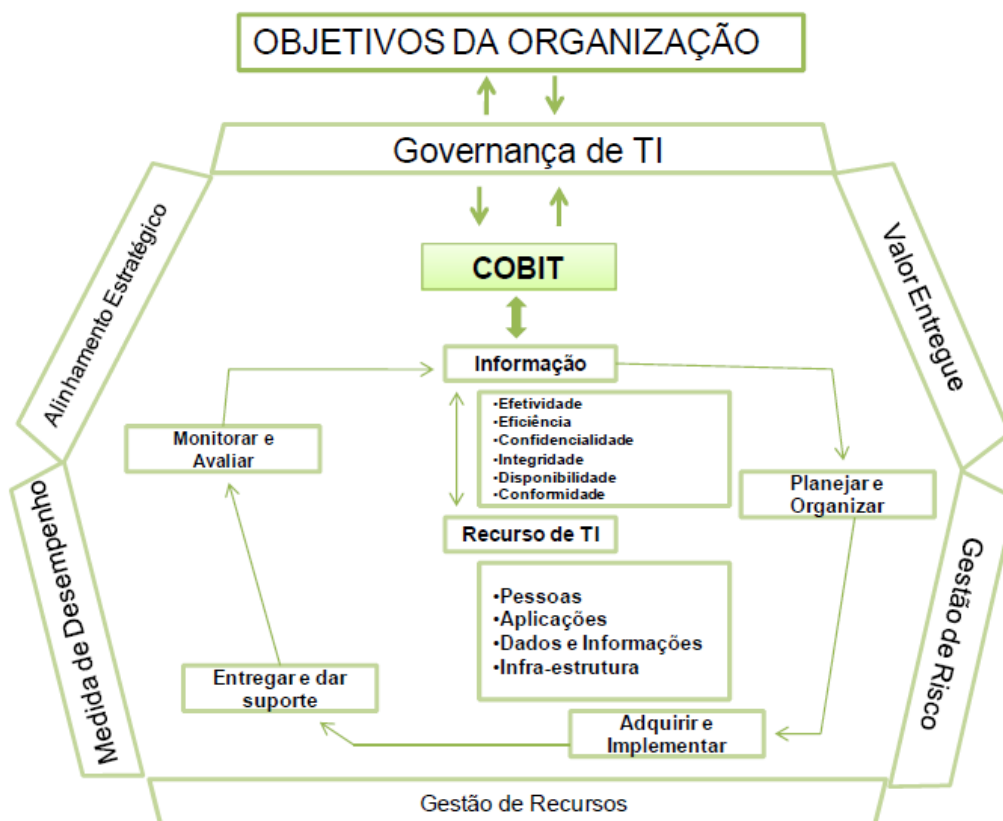 OBJETIVOS DA ORGANIZAÇÃO
Governança de TI
Alinhamento Estratégico
Valor Entregue
COBIT
Informação
•Efetividade
•Eficiência
•Confidencialidade
•Integridade
•Disponibilidade
•Conformidade
Monitorar e
Avaliar
Planejar e
Organizar
Recurso de TI
•Pessoas
•Aplicações
•Dados e Informações
•Infra-estrutura
Medida de Desempenho
Gestão de Risco
Entregar e dar
suporte
Adquirir e
Implementar
Gestão de Recursos